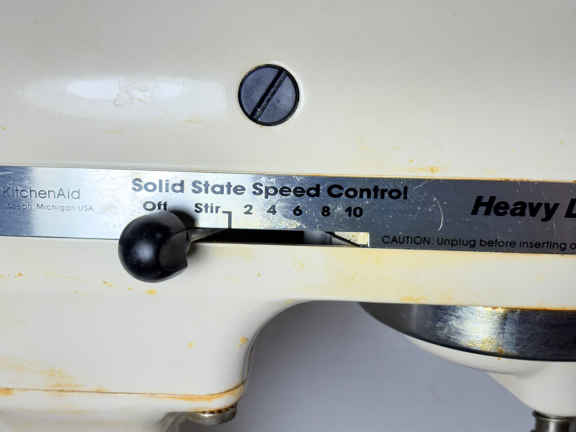 Solid State Speed Control
KitchenAid
Off Stir 2 4 6 8 10
Joseph, Michigan USA
Heavy
CAUTION: Unplug before inserting